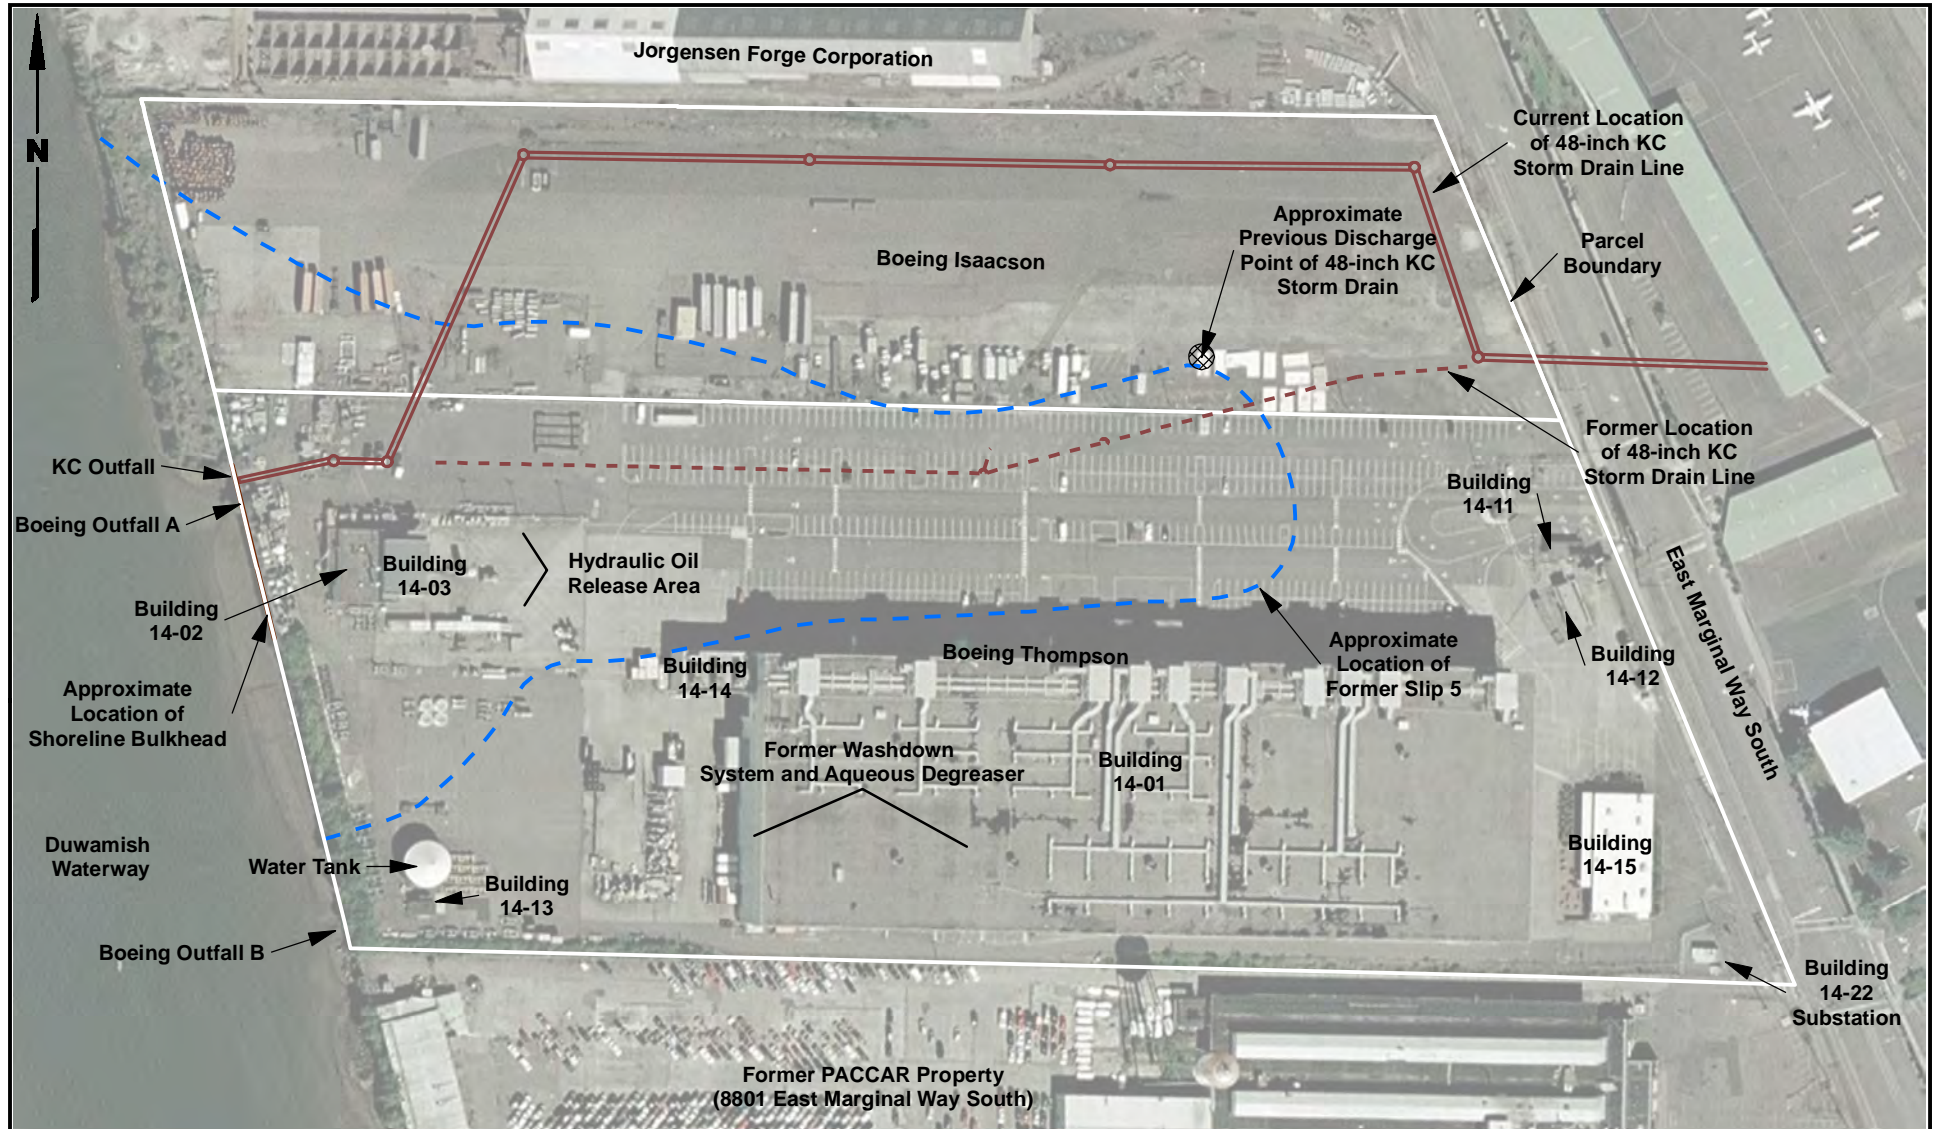 Jorgensen Forge Corporation
N
Current Location
of 48-inch KC
Storm Drain Line
Approximate
Previous Discharge
Point of 48-inch KC
Storm Drain
Parcel
Boundary
Boeing Isaacson
Former Location
of 48-inch KC
Storm Drain Line
KC Outfall
Boeing Outfall A
Building
14-11
Building
14-03
Hydraulic Oil
Release Area
Building
14-02
East Marginal Way South
Approximate
Location of
Former Slip 5
Building
14-12
Boeing Thompson
Building
14-14
Approximate
Location of
Shoreline Bulkhead
Former Washdown
System and Aqueous Degreaser
Building
14-01
Duwamish
Waterway
Water Tank
Building
14-13
Building
14-15
Boeing Outfall B
Building
14-22
Substation
Former PACCAR Property
(8801 East Marginal Way South)